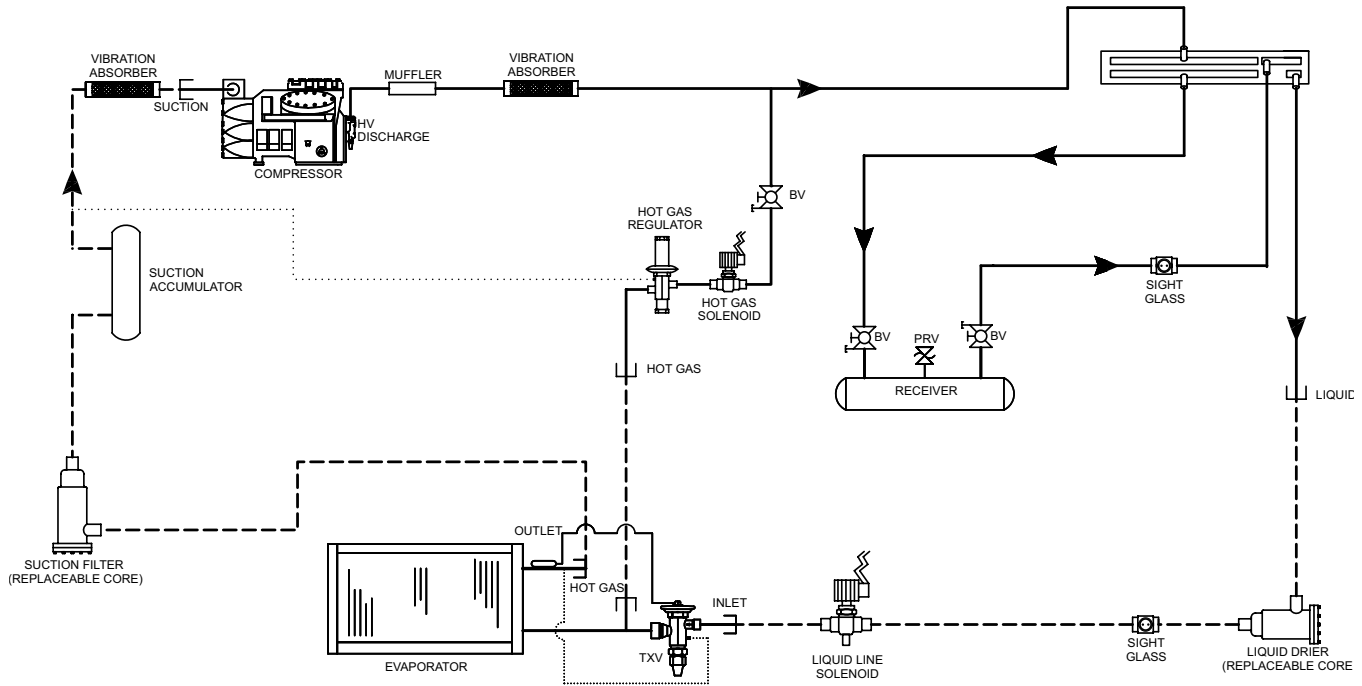 VIBRATION
ABSORBER
SUCTION
COMPRESSOR
HV
DISCHARGE
MUFFLER
VIBRATION
ABSORBER
BV
HOT GAS
REGULATOR
HOT GAS
SOLENOID
SUCTION
ACCUMULATOR
SIGHT
GLASS
BV
PRV
BV
RECEIVER
HOT GAS
LIQUID
SUCTION FILTER
(REPLACEABLE CORE)
OUTLET
HOT GAS
INLET
TXV
EVAPORATOR
LIQUID LINE
SOLENOID
SIGHT
GLASS
LIQUID DRIER
(REPLACEABLE CORE